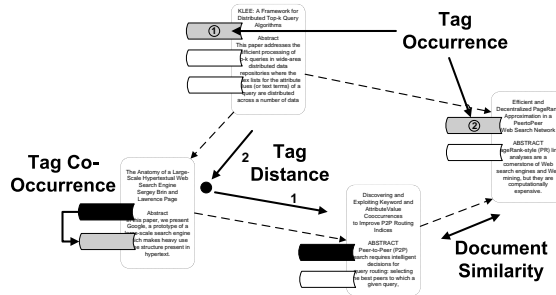 KLEE: A Framework for
Distributed Top-k Query
Algorithms
Abstract
This paper addresses the
efficient processing of
top-k queries in wide-area
distributed data
repositories where the
index lists for the attribute
values (or text terms) of a
query are distributed
across a number of data
①
Tag
Occurrence
Efficient and
Decentralized PageRank
Approximation in a
PeertoPeer
Web Search Network
②
ABSTRACT
PageRank-style (PR) link
analyses are a
cornerstone of Web
search engines and Web
mining, but they are
computationally
expensive.
Tag Co-
Occurrence
The Anatomy of a Large-
Scale Hypertextual Web
Search Engine
Sergey Brin and
Lawrence Page
Abstract
In this paper, we present
Google, a prototype of a
large-scale search engine
which makes heavy use
the structure present in
hypertext.
2
Tag
Distance
1
Discovering and
Exploiting Keyword and
AttributeValue
Cooccurrences
to Improve P2P Routing
Indices
ABSTRACT
Peer-to-Peer (P2P)
search requires intelligent
decisions for
query routing: selecting
the best peers to which a
given query,
Document
Similarity